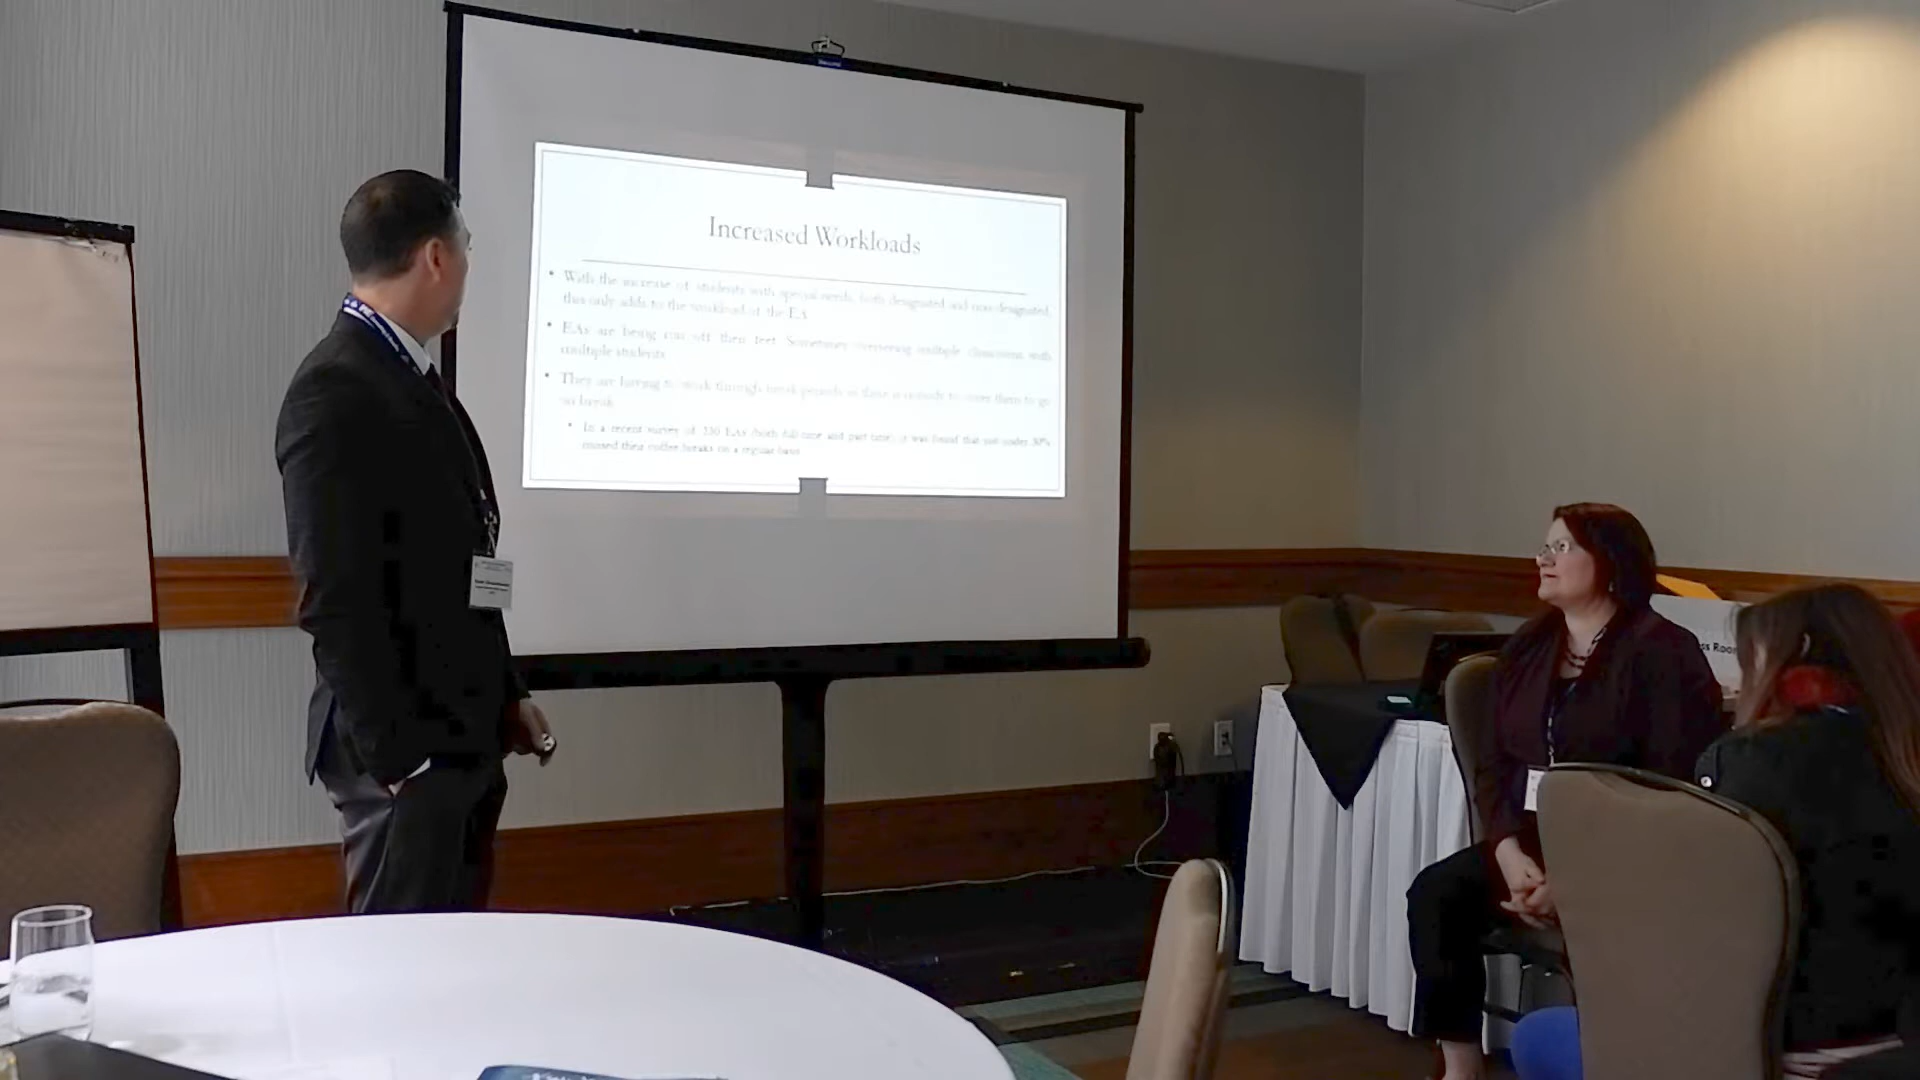 Increased Workloads
• With the increase of students with special needs, both designated and non-designated,
this only adds to the workload of the EA
• EAs are being run off their feet. Sometimes overseeing multiple classrooms with
multiple students
• They are having to work through break periods as there is nobody to cover them to go
on break
• In a recent survey of 330 EAs (both full-time and part time), it was found that just under 50%
missed their coffee breaks on a regular basis
ss Roo